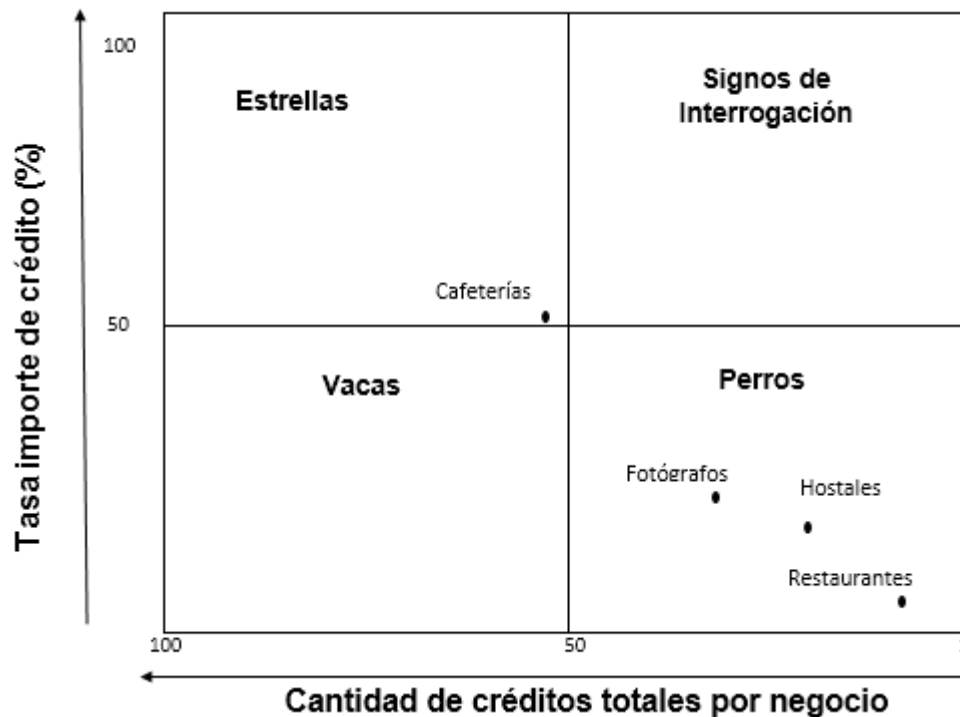 Tasa importe de crédito (%)
100
50
Estrellas
Signos de
Interrogación
Cafeterías
Vacas
Perros
Fotógrafos
Hostales
Restaurantes
100
50
Cantidad de créditos totales por negocio